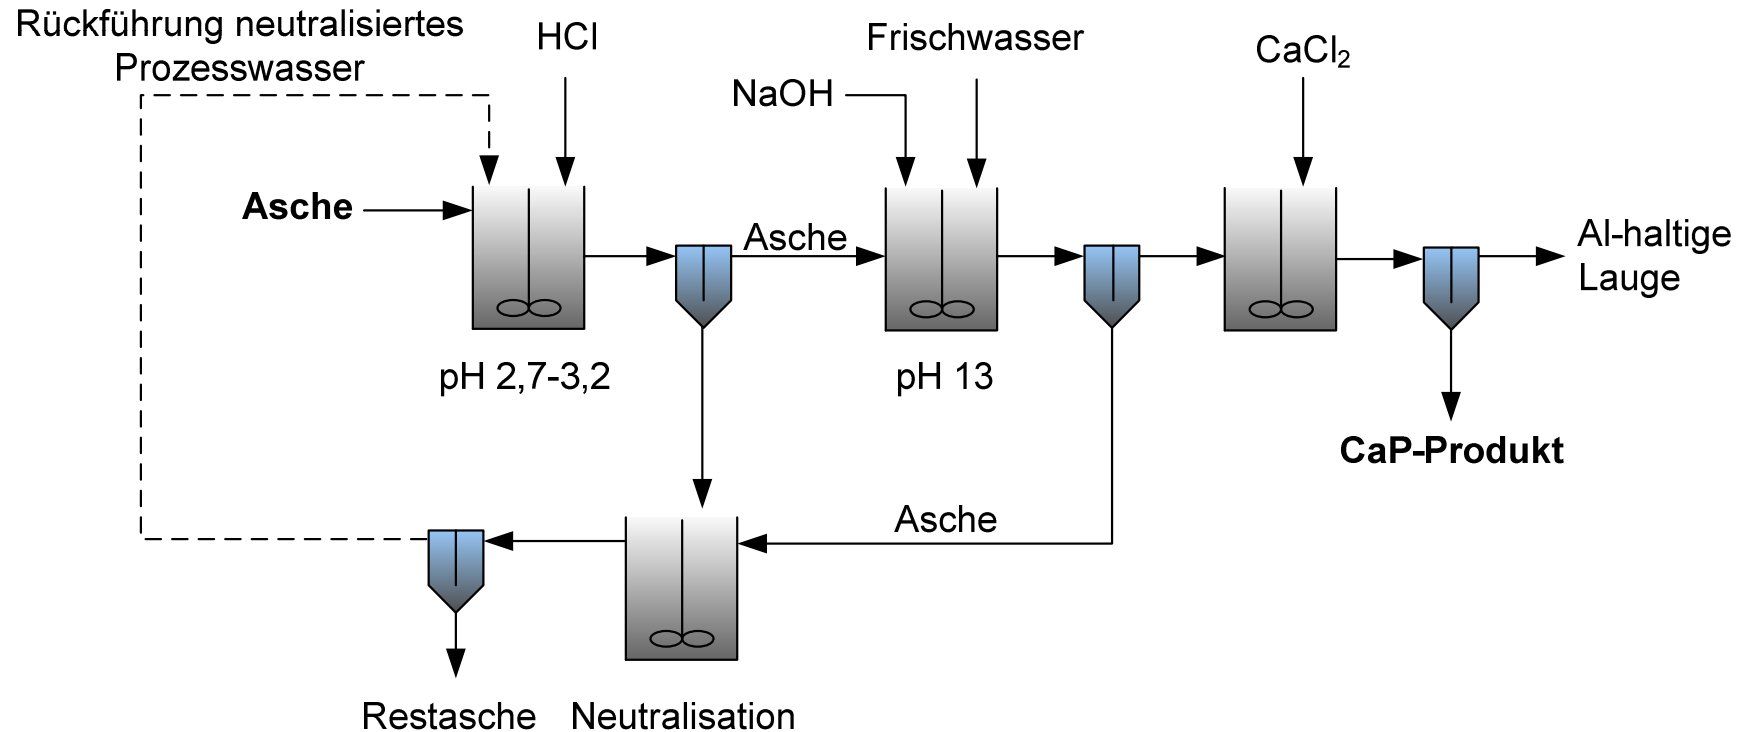 Rückführung neutralisiertes
Prozesswasser
HCl
Frischwasser
CaCl₂
NaOH
Asche
Asche
Al-haltige
Lauge
pH 2,7-3,2
pH 13
CaP-Produkt
Asche
Restasche
Neutralisation